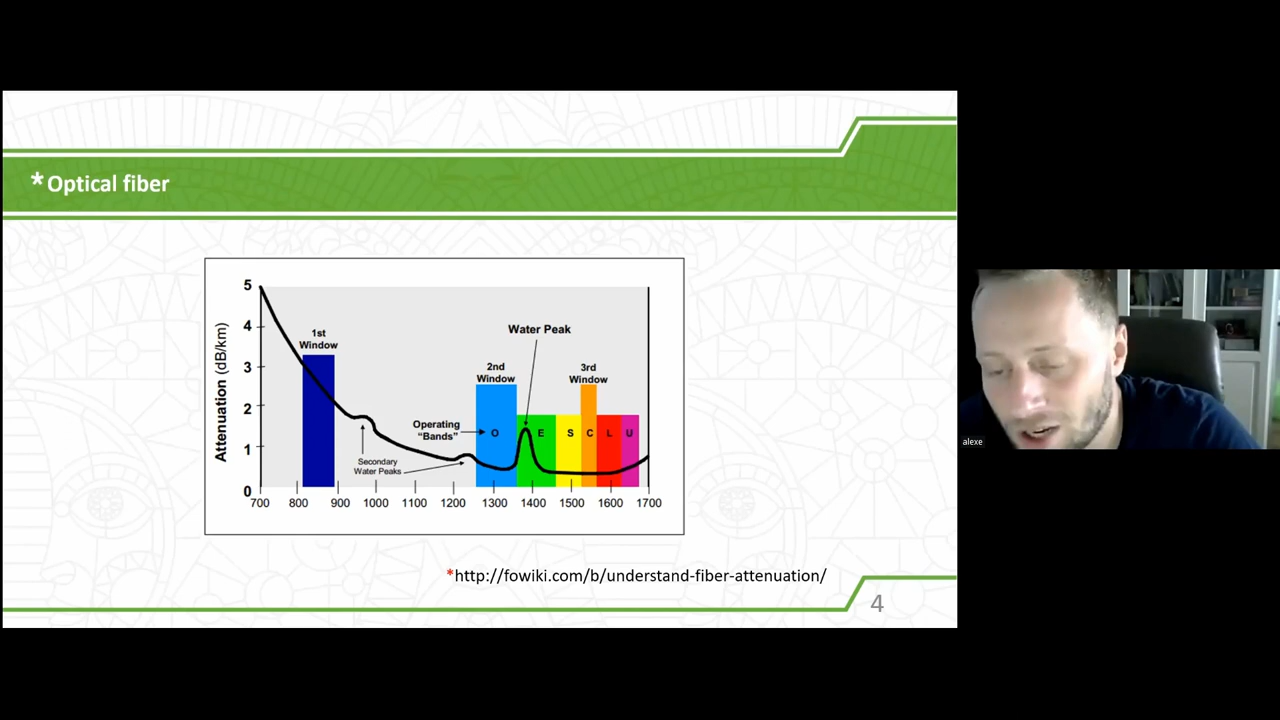 *Optical fiber
Attenuation (dB/km)
5
4
3
2
1
0
1st
Window
2nd
Window
Water Peak
3rd
Window
Operating
"Bands"
Secondary
Water Peaks
O
E
S
C
L
U
700
800
900
1000
1100
1200
1300
1400
1500
1600
1700
*http://fowiki.com/b/understand-fiber-attenuation/
4
alexe